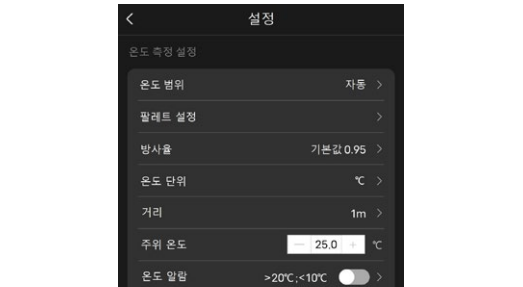 설정
온도 측정 설정
온도 범위 자동
팔레트 설정
방사율 기본값 0.95
온도 단위 ℃
거리 1m
주위 온도 — 25.0 + ℃
온도 알람 >20℃;<10℃